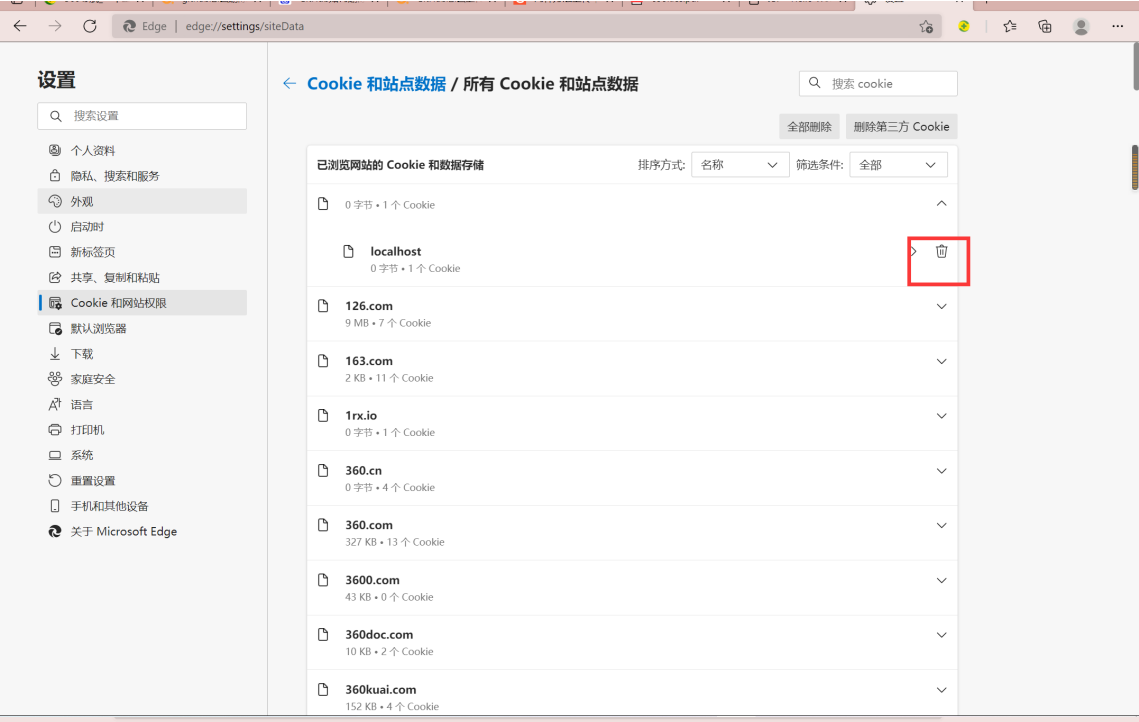 Edge | edge://settings/siteData
设置
搜索设置
个人资料
隐私、搜索和服务
外观
启动时
新标签页
共享、复制和粘贴
Cookie 和网站权限
默认浏览器
下载
家庭安全
语言
打印机
系统
重置设置
手机和其他设备
关于 Microsoft Edge
Cookie 和站点数据 / 所有 Cookie 和站点数据
搜索 cookie
全部删除
删除第三方 Cookie
已浏览网站的 Cookie 和数据存储
排序方式: 名称
筛选条件: 全部
0 字节 • 1 个 Cookie
localhost
0 字节 • 1 个 Cookie
126.com
9 MB • 7 个 Cookie
163.com
2 KB • 11 个 Cookie
1rx.io
0 字节 • 1 个 Cookie
360.cn
0 字节 • 4 个 Cookie
360.com
327 KB • 13 个 Cookie
3600.com
43 KB • 0 个 Cookie
360doc.com
10 KB • 2 个 Cookie
360kuai.com
152 KB • 4 个 Cookie